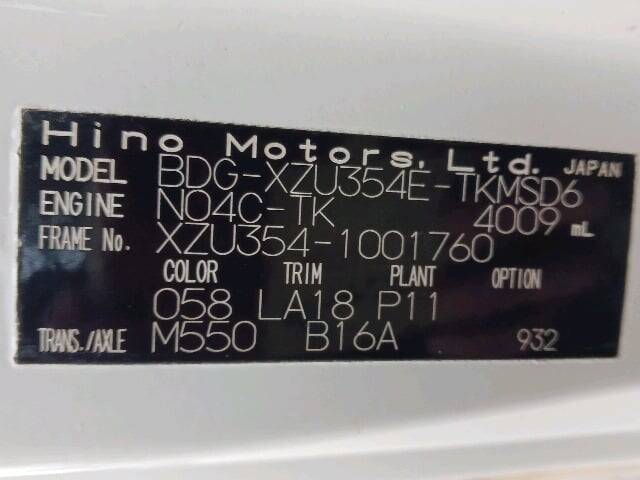 Hino Motors, Ltd. JAPAN
MODEL BDG-XZU354E-TKMSD6
ENGINE N04C-TK 4009 mL
FRAME No. XZU354-1001760
COLOR TRIM PLANT OPTION
058 LA18 P11
TRANS./AXLE M550 B16A 932